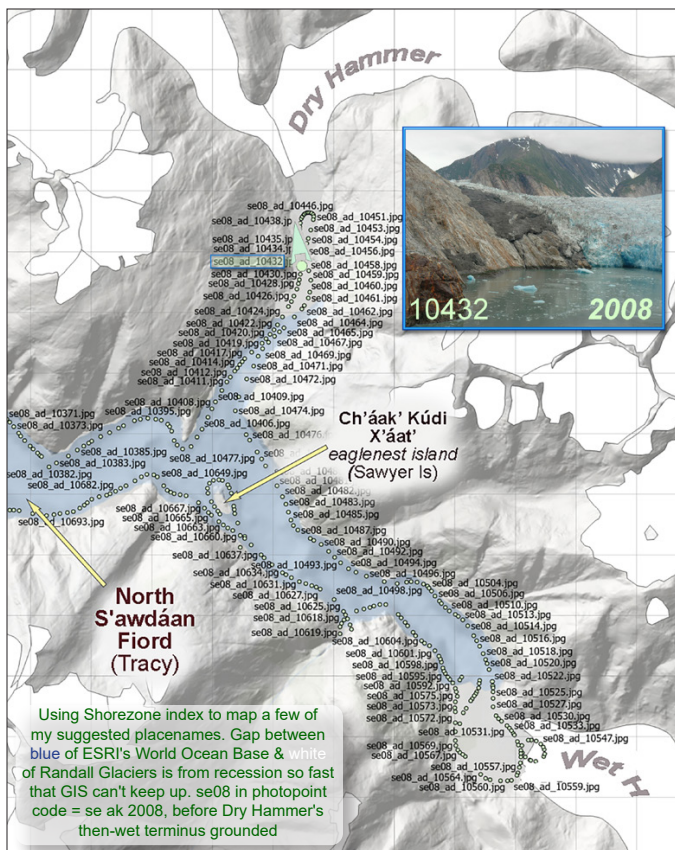 Dry Hammer
se08_ad_10446.jpg
se08_ad_10438.jp
se08_ad_10451.jpg
se08_ad_10453.jpg
se08_ad_10435.jp
se08_ad_10454.jpg
se08_ad_10434.j
se08_ad_10456.jpg
se08_ad_10432
se08_ad_10458.jpg
se08_ad_10430.jp
se08_ad_10459.jpg
se08_ad_10428.jpg
se08_ad_10460.jpg
se08_ad_10426.jpg
se08_ad_10461.jpg
se08_ad_10424.jpg
se08_ad_10462.jpg
se08_ad_10422.jpg
se08_ad_10464.jpg
se08_ad_10420.jpg
se08_ad_10465.jpg
se08_ad_10419.jpg
se08_ad_10467.jpg
se08_ad_10417.jpg
se08_ad_10469.jpg
se08_ad_10414.jpg
se08_ad_10471.jpg
se08_ad_10412.jpg
se08_ad_10411.jpg
se08_ad_10472.jpg
10432
2008
se08_ad_10409.jpg
se08_ad_10408.jpg
se08_ad_10395.jpg
se08_ad_10474.jpg
se08_ad_10371.jpg
se08_ad_10373.jpg
se08_ad_10406.jpg
se08_ad_10476.jp
Ch'áak' Kúdi
X'áat'
eaglenest island
(Sawyer Is)
se08_ad_10385.jpg
se08_ad_10383.jpg
se08_ad_10477.jpg
se08_ad_10382.jpg
se08_ad_10649.jpg
se08_ad_10682.jpg
se08_ad_10482.jpg
se08_ad_10483.jpg
se08_ad_10485.jpg
se08_ad_10693.jpg
se08_ad_10667.jpg
se08_ad_10665.jpg
se08_ad_10663.jpg
se08_ad_10660.jpg
se08_ad_10487.jpg
se08_ad_10490.jpg
se08_ad_10492.jpg
se08_ad_10637.jpg
se08_ad_10493.jpg
se08_ad_10494.jpg
se08_ad_10634.jpg
se08_ad_10496.jpg
se08_ad_10631.jpg
se08_ad_10498.jpg
se08_ad_10504.jpg
se08_ad_10627.jpg
se08_ad_10506.jpg
se08_ad_10625.jpg
se08_ad_10510.jpg
se08_ad_10618.jpg
se08_ad_10513.jpg
se08_ad_10619.jpg
se08_ad_10514.jpg
North
S'awdáan
Fiord
(Tracy)
se08_ad_10604.jpg
se08_ad_10516.jpg
se08_ad_10601.jpg
se08_ad_10518.jpg
se08_ad_10598.jpg
se08_ad_10520.jpg
se08_ad_10595.jpg
se08_ad_10522.jpg
se08_ad_10592.jpg
se08_ad_10575.jpg
se08_ad_10525.jpg
se08_ad_10573.jpg
se08_ad_10527.jpg
se08_ad_10572.jpg
se08_ad_10530.jpg
se08_ad_10531.jpg
se08_ad_10533.jpg
se08_ad_10547.jpg
se08_ad_10569.jpg
se08_ad_10567.jpg
se08_ad_10557.jpg
se08_ad_10564.jpg
se08_ad_10560.jpg
se08_ad_10559.jpg
Wet H
Using Shorezone index to map a few of
my suggested placenames. Gap between
blue of ESRI's World Ocean Base & white
of Randall Glaciers is from recession so fast
that GIS can't keep up. se08 in photopoint
code = se ak 2008, before Dry Hammer's
then-wet terminus grounded